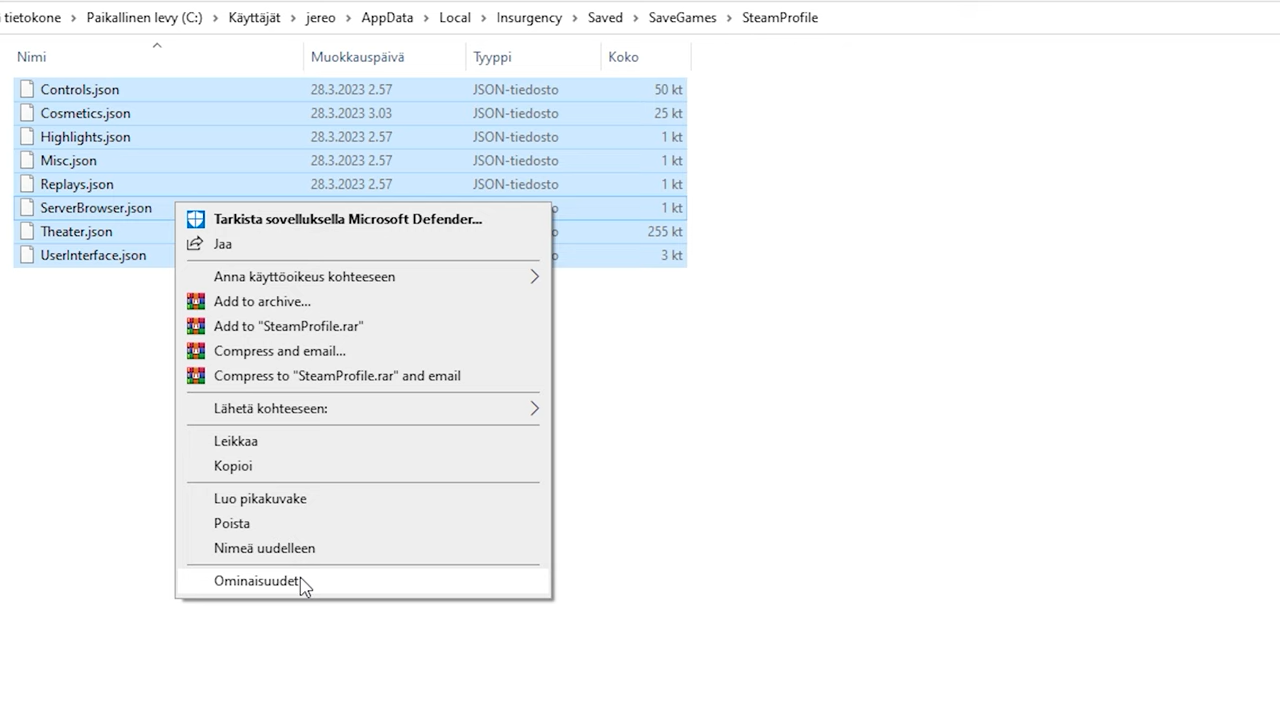 tietokone > Paikallinen levy (C:) > Käyttäjät > jereo > AppData > Local > Insurgency > Saved > SaveGames > SteamProfile
Nimi Muokkauspäivä Tyyppi Koko
Controls.json 28.3.2023 2.57 JSON-tiedosto 50 kt
Cosmetics.json 28.3.2023 3.03 JSON-tiedosto 25 kt
Highlights.json 28.3.2023 2.57 JSON-tiedosto 1 kt
Misc.json 28.3.2023 2.57 JSON-tiedosto 1 kt
Replays.json 28.3.2023 2.57 JSON-tiedosto 1 kt
ServerBrowser.json o 1 kt
Theater.json o 255 kt
UserInterface.json o 3 kt
Tarkista sovelluksella Microsoft Defender...
Jaa
Anna käyttöoikeus kohteeseen
Add to archive...
Add to "SteamProfile.rar"
Compress and email...
Compress to "SteamProfile.rar" and email
Lähetä kohteeseen:
Leikkaa
Kopioi
Luo pikakuvake
Poista
Nimeä uudelleen
Ominaisuudet